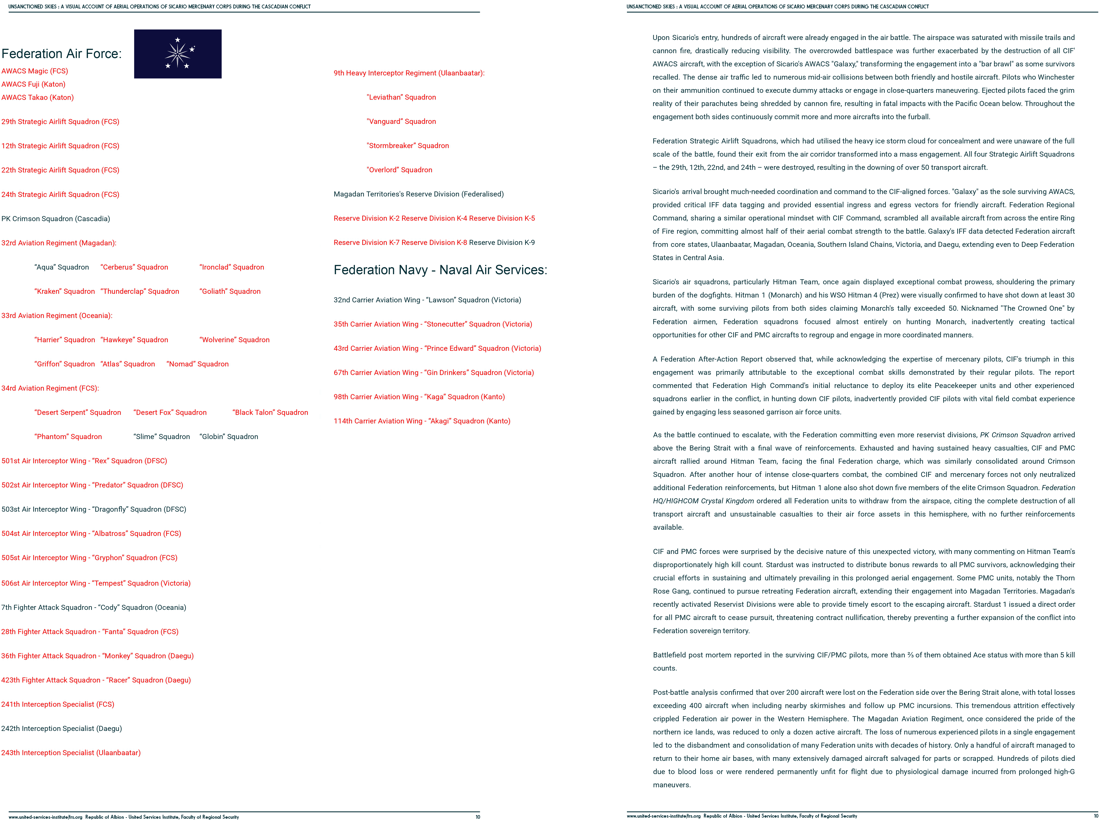 UNSANCTIONED SKIES : A VISUAL ACCOUNT OF AERIAL OPERATIONS OF SICARIO MERCENARY CORPS DURING THE CASCADIAN CONFLICT
Federation Air Force:
AWACS Magic (FCS)
AWACS Fuji (Katon)
AWACS Takao (Katon)
29th Strategic Airlift Squadron (FCS)
12th Strategic Airlift Squadron (FCS)
22th Strategic Airlift Squadron (FCS)
24th Strategic Airlift Squadron (FCS)
PK Crimson Squadron (Cascadia)
32rd Aviation Regiment (Magadan):
"Aqua" Squadron "Cerberus" Squadron "Ironclad" Squadron
"Kraken" Squadron "Thunderclap" Squadron "Goliath" Squadron
33rd Aviation Regiment (Oceania):
"Harrier" Squadron "Hawkeye" Squadron "Wolverine" Squadron
"Griffon" Squadron "Atlas" Squadron "Nomad" Squadron
34rd Aviation Regiment (FCS):
"Desert Serpent" Squadron "Desert Fox" Squadron "Black Talon" Squadron
"Phantom" Squadron "Slime" Squadron "Globin" Squadron
501st Air Interceptor Wing - "Rex" Squadron (DFSC)
502st Air Interceptor Wing - "Predator" Squadron (DFSC)
503st Air Interceptor Wing - "Dragonfly" Squadron (DFSC)
504st Air Interceptor Wing - "Albatross" Squadron (FCS)
505st Air Interceptor Wing - "Gryphon" Squadron (FCS)
506st Air Interceptor Wing - "Tempest" Squadron (Victoria)
7th Fighter Attack Squadron - "Cody" Squadron (Oceania)
28th Fighter Attack Squadron - "Fanta" Squadron (FCS)
36th Fighter Attack Squadron - "Monkey" Squadron (Daegu)
423th Fighter Attack Squadron - "Racer" Squadron (Daegu)
241th Interception Specialist (FCS)
242th Interception Specialist (Daegu)
243th Interception Specialist (Ulaanbaatar)
9th Heavy Interceptor Regiment (Ulaanbaatar):
"Leviathan" Squadron
"Vanguard" Squadron
"Stormbreaker" Squadron
"Overlord" Squadron
Magadan Territories's Reserve Division (Federalised)
Reserve Division K-2 Reserve Division K-4 Reserve Division K-5
Reserve Division K-7 Reserve Division K-8 Reserve Division K-9
Federation Navy - Naval Air Services:
32nd Carrier Aviation Wing - "Lawson" Squadron (Victoria)
35th Carrier Aviation Wing - "Stonecutter" Squadron (Victoria)
43rd Carrier Aviation Wing - "Prince Edward" Squadron (Victoria)
67th Carrier Aviation Wing - "Gin Drinkers" Squadron (Victoria)
98th Carrier Aviation Wing - "Kaga" Squadron (Kanto)
114th Carrier Aviation Wing - "Akagi" Squadron (Kanto)
www.united-services-institute/frs.org Republic of Albion - United Services Institute, Faculty of Regional Security 10
UNSANCTIONED SKIES : A VISUAL ACCOUNT OF AERIAL OPERATIONS OF SICARIO MERCENARY CORPS DURING THE CASCADIAN CONFLICT
Upon Sicario's entry, hundreds of aircraft were already engaged in the air battle. The airspace was saturated with missile trails and
cannon fire, drastically reducing visibility. The overcrowded battlespace was further exacerbated by the destruction of all CIF'
AWACS aircraft, with the exception of Sicario's AWACS "Galaxy," transforming the engagement into a "bar brawl" as some survivors
recalled. The dense air traffic led to numerous mid-air collisions between both friendly and hostile aircraft. Pilots who Winchester
on their ammunition continued to execute dummy attacks or engage in close-quarters maneuvering. Ejected pilots faced the grim
reality of their parachutes being shredded by cannon fire, resulting in fatal impacts with the Pacific Ocean below. Throughout the
engagement both sides continously commit more and more aircrafts into the furball.
Federation Strategic Airlift Squadrons, which had utilised the heavy ice storm cloud for concealment and were unaware of the full
scale of the battle, found their exit from the air corridor transformed into a mass engagement. All four Strategic Airlift Squadrons
– the 29th, 12th, 22nd, and 24th – were destroyed, resulting in the downing of over 50 transport aircraft.
Sicario's arrival brought much-needed coordination and command to the CIF-aligned forces. "Galaxy" as the sole surviving AWACS,
provided critical IFF data tagging and provided essential ingress and egress vectors for friendly aircraft. Federation Regional
Command, sharing a similar operational mindset with CIF Command, scrambled all available aircraft from across the entire Ring
of Fire region, committing almost half of their aerial combat strength to the battle. Galaxy's IFF data detected Federation aircraft
from core states, Ulaanbaatar, Magadan, Oceania, Southern Island Chains, Victoria, and Daegu, extending even to Deep Federation
States in Central Asia.
Sicario's air squadrons, particularly Hitman Team, once again displayed exceptional combat prowess, shouldering the primary
burden of the dogfights. Hitman 1 (Monarch) and his WSO Hitman 4 (Prez) were visually confirmed to have shot down at least 30
aircraft, with some surviving pilots from both sides claiming Monarch's tally exceeded 50. Nicknamed "The Crowned One" by
Federation airmen, Federation squadrons focused almost entirely on hunting Monarch, inadvertently creating tactical
opportunities for other CIF and PMC aircrafts to regroup and engage in more coordinated manners.
A Federation After-Action Report observed that, while acknowledging the expertise of mercenary pilots, CIF's triumph in this
engagement was primarily attributable to the exceptional combat skills demonstrated by their regular pilots. The report
commented that Federation High Command's initial reluctance to deploy its elite Peacekeeper units and other experienced
squadrons earlier in the conflict, in hunting down CIF pilots, inadvertently provided CIF pilots with vital field combat experience
gained by engaging less seasoned garrison air force units.
As the battle continued to escalate, with the Federation committing even more reservist divisions, PK Crimson Squadron arrived
above the Bering Strait with a final wave of reinforcements. Exhausted and having sustained heavy casualties, CIF and PMC
aircraft rallied around Hitman Team, facing the final Federation charge, which was similarly consolidated around Crimson
Squadron. After another hour of intense close-quarters combat, the combined CIF and mercenary forces not only neutralized
additional Federation reinforcements, but Hitman 1 alone also shot down five members of the elite Crimson Squadron. Federation
HQ/HIGHCOM Crystal Kingdom ordered all Federation units to withdraw from the airspace, citing the complete destruction of all
transport aircraft and unsustainable casualties to their air force assets in this hemisphere, with no further reinforcements
available.
CIF and PMC forces were surprised by the decisive nature of this unexpected victory, with many commenting on Hitman Team's
disproportionately high kill count. Stardust was instructed to distribute bonus rewards to all PMC survivors, acknowledging their
crucial efforts in sustaining and ultimately prevailing in this prolonged aerial engagement. Some PMC units, notably the Thorn
Rose Gang, continued to pursue retreating Federation aircraft, extending their engagement into Magadan Territories. Magadan's
recently activated Reservist Divisions were able to provide timely escort to the escaping aircraft. Stardust 1 issued a direct order
for all PMC aircraft to cease pursuit, threatening contract nullification, thereby preventing a further expansion of the conflict into
Federation sovereign territory.
Battlefield post mortem reported in the surviving CIF/PMC pilots, more than ⅔ of them obtained Ace status with more than 5 kill
counts.
Post-battle analysis confirmed that over 200 aircraft were lost on the Federation side over the Bering Strait alone, with total losses
exceeding 400 aircraft when including nearby skirmishes and follow up PMC incursions. This tremendous attrition effectively
crippled Federation air power in the Western Hemisphere. The Magadan Aviation Regiment, once considered the pride of the
northern ice lands, was reduced to only a dozen active aircraft. The loss of numerous experienced pilots in a single engagement
led to the disbandment and consolidation of many Federation units with decades of history. Only a handful of aircraft managed to
return to their home air bases, with many extensively damaged aircraft salvaged for parts or scrapped. Hundreds of pilots died
due to blood loss or were rendered permanently unfit for flight due to physiological damage incurred from prolonged high-G
maneuvers.
www.united-services-institute/frs.org Republic of Albion - United Services Institute, Faculty of Regional Security 10